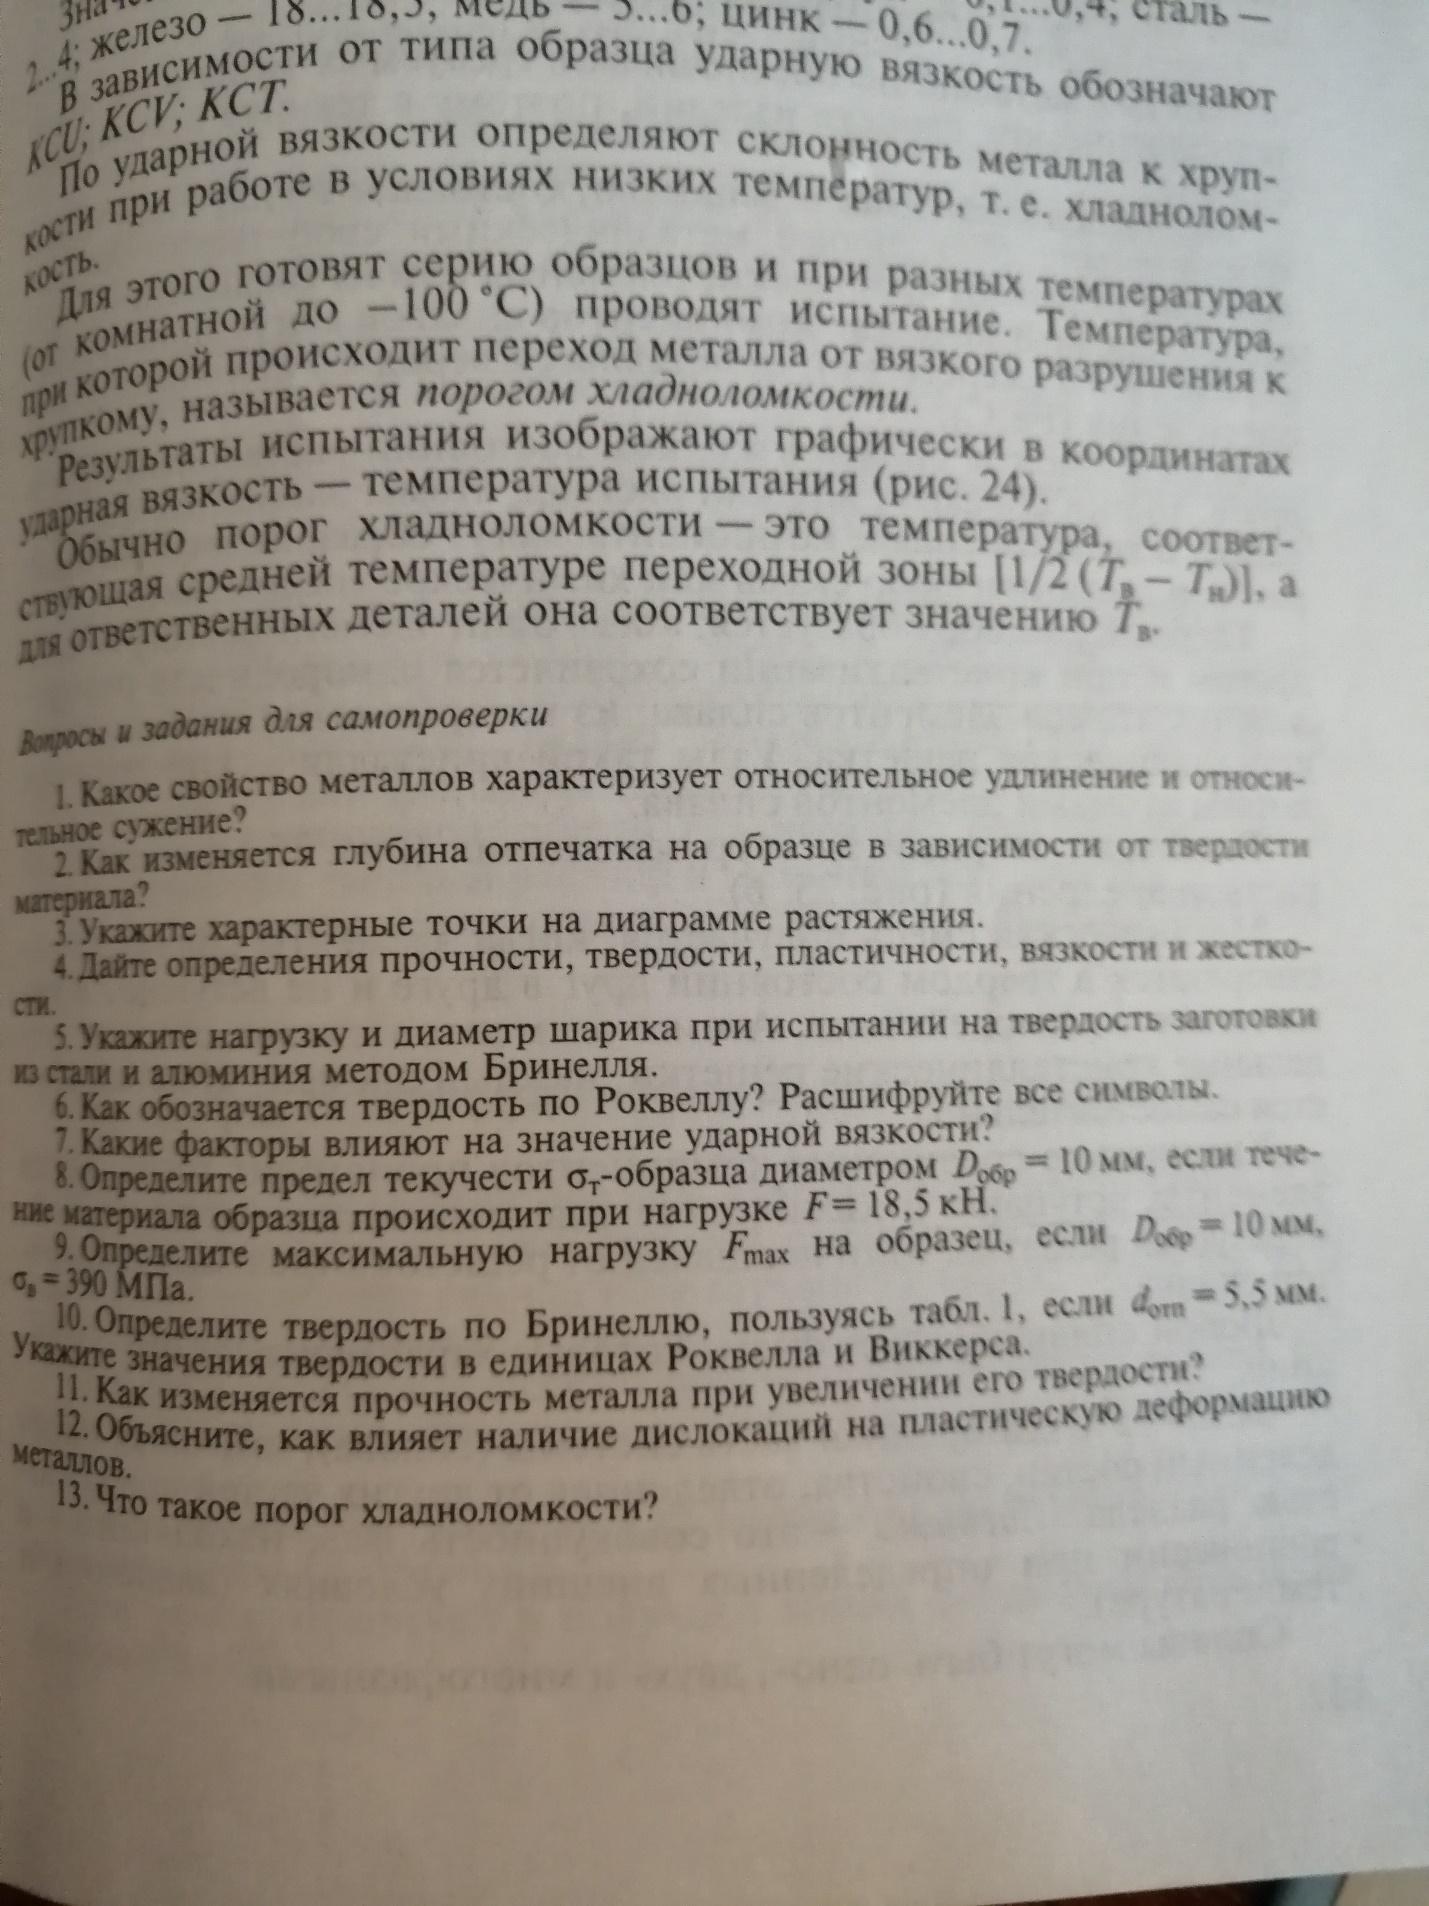 2...4; железо — 18...18,5; медь — 5...6; цинк — 0,6...0,7.
В зависимости от типа образца ударную вязкость обозначают
KCU; KCV; KCT.
По ударной вязкости определяют склонность металла к хруп-
кости при работе в условиях низких температур, т. е. хладнолом-
кость.
Для этого готовят серию образцов и при разных температурах
(от комнатной до −100 °C) проводят испытание. Температура,
при которой происходит переход металла от вязкого разрушения к
хрупкому, называется порогом хладноломкости.
Результаты испытания изображают графически в координатах
ударная вязкость — температура испытания (рис. 24).
Обычно порог хладноломкости — это температура, соответ-
ствующая средней температуре переходной зоны [1/2 (Tв − Tн)], а
для ответственных деталей она соответствует значению Tв.
Вопросы и задания для самопроверки
1. Какое свойство металлов характеризует относительное удлинение и относи-
тельное сужение?
2. Как изменяется глубина отпечатка на образце в зависимости от твердости
материала?
3. Укажите характерные точки на диаграмме растяжения.
4. Дайте определения прочности, твердости, пластичности, вязкости и жестко-
сти.
5. Укажите нагрузку и диаметр шарика при испытании на твердость заготовки
из стали и алюминия методом Бринелля.
6. Как обозначается твердость по Роквеллу? Расшифруйте все символы.
7. Какие факторы влияют на значение ударной вязкости?
8. Определите предел текучести σт-образца диаметром Dобр = 10 мм, если тече-
ние материала образца происходит при нагрузке F = 18,5 кН.
9. Определите максимальную нагрузку Fmax на образец, если Dобр = 10 мм,
σв = 390 МПа.
10. Определите твердость по Бринеллю, пользуясь табл. 1, если dотп = 5,5 мм.
Укажите значения твердости в единицах Роквелла и Виккерса.
11. Как изменяется прочность металла при увеличении его твердости?
12. Объясните, как влияет наличие дислокаций на пластическую деформацию
металлов.
13. Что такое порог хладноломкости?